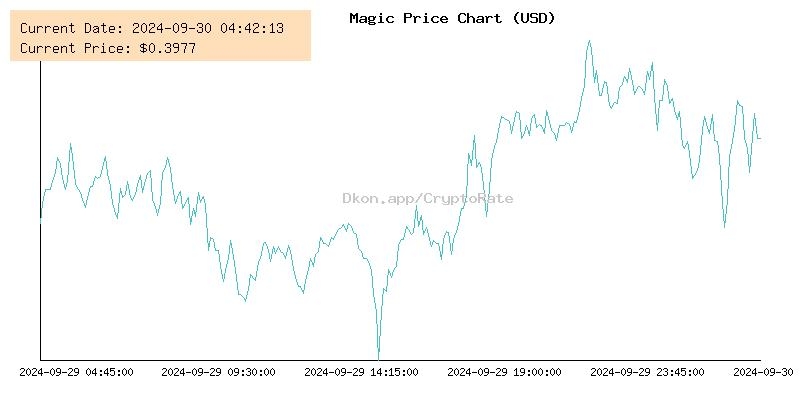 Magic Price Chart (USD)
Current Date: 2024-09-30 04:42:13
Current Price: $0.3977
Dkon.app/CryptoRate
2024-09-29 04:45:00 2024-09-29 09:30:00 2024-09-29 14:15:00 2024-09-29 19:00:00 2024-09-29 23:45:00 2024-09-30